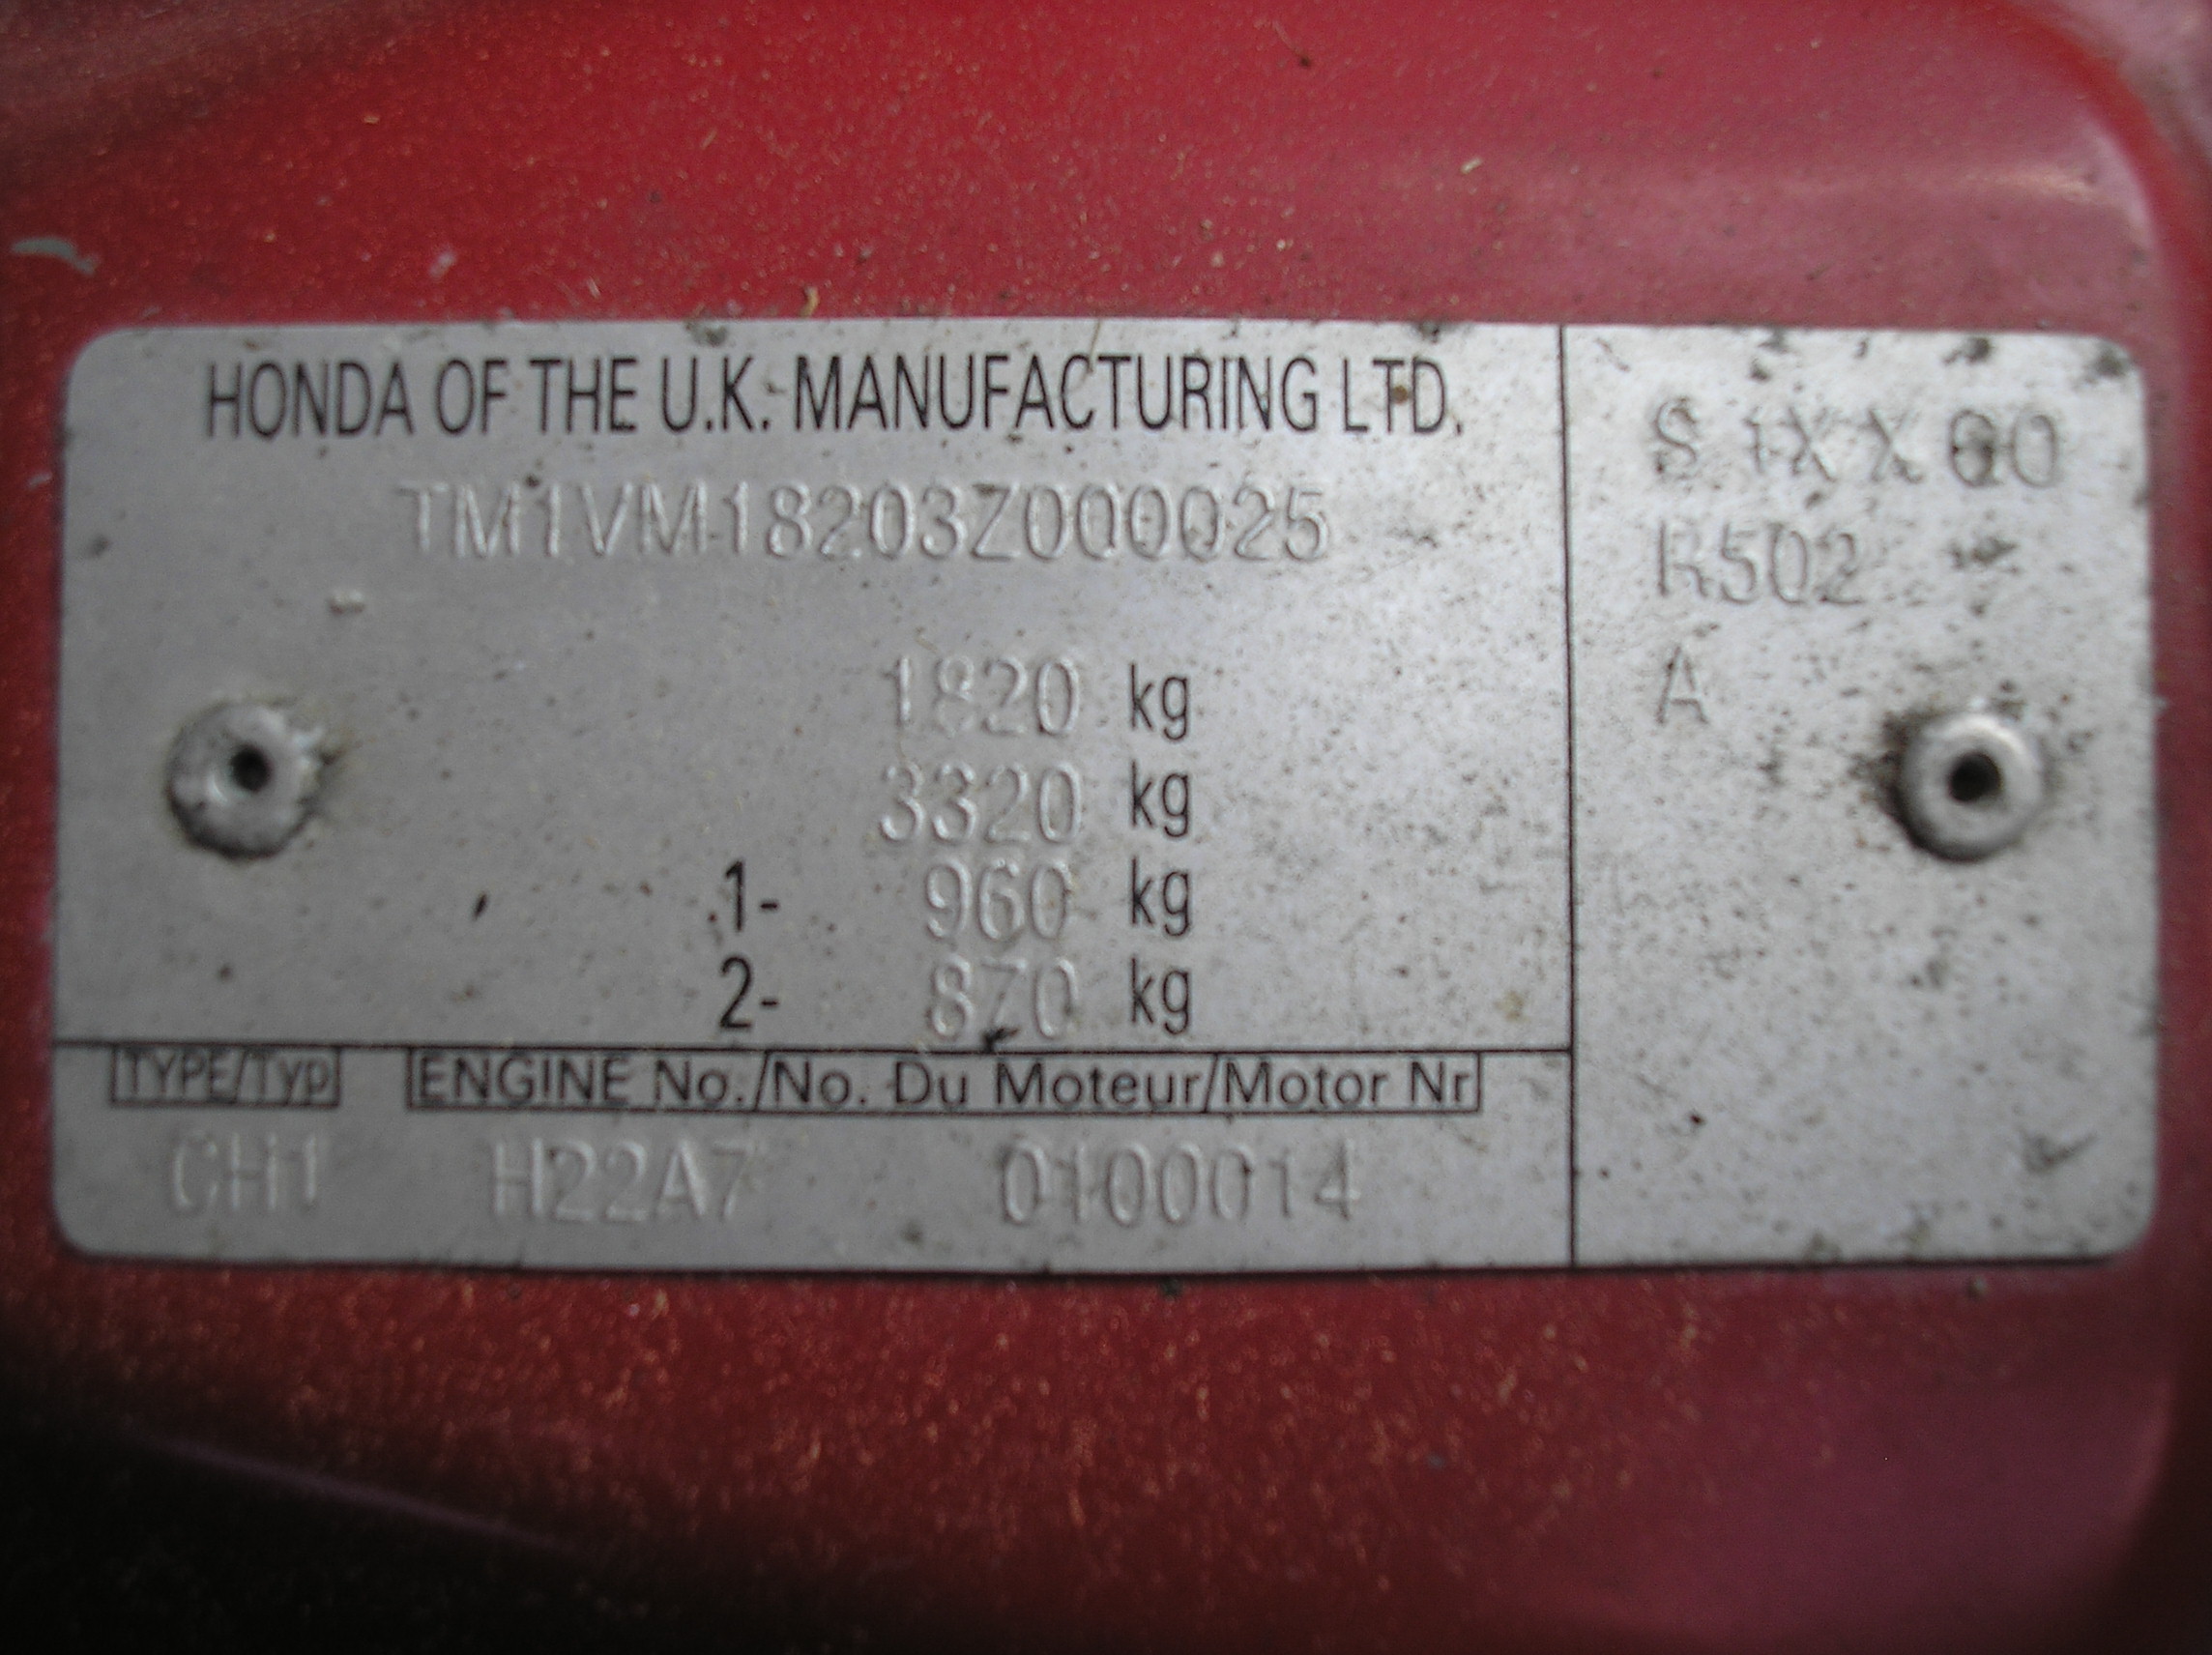 HONDA OF THE U.K. MANUFACTURING LTD.
TM1VM18203Z000025
1820 kg
3320 kg
1- 960 kg
2- 870 kg
TYPE/Typ ENGINE No./No. Du Moteur/Motor Nr
CH1 H22A7 0100014
R502
A